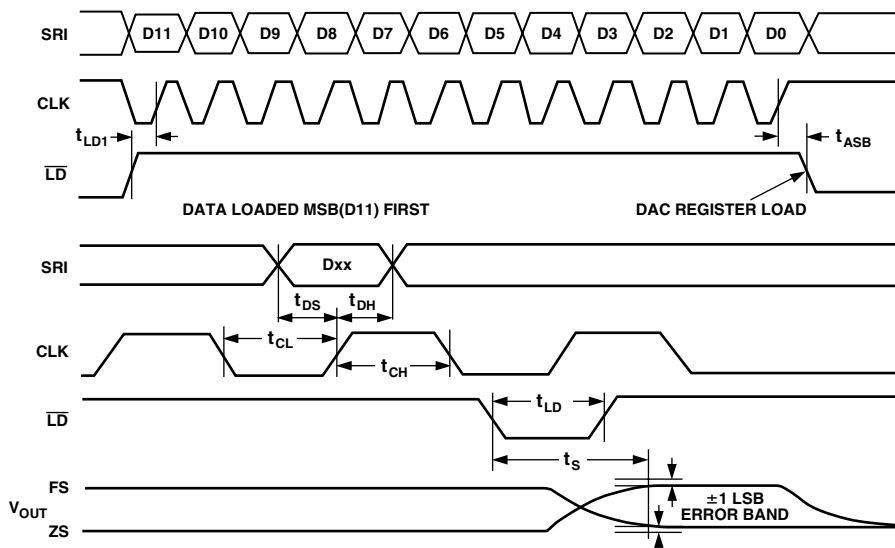 SRI D11 D10 D9 D8 D7 D6 D5 D4 D3 D2 D1 D0
CLK
tLD1 tASB
LD
DATA LOADED MSB(D11) FIRST DAC REGISTER LOAD
SRI Dxx
tDS tDH
CLK tCL
tCH
LD tLD
tS
FS
VOUT ±1 LSB
ERROR BAND
ZS